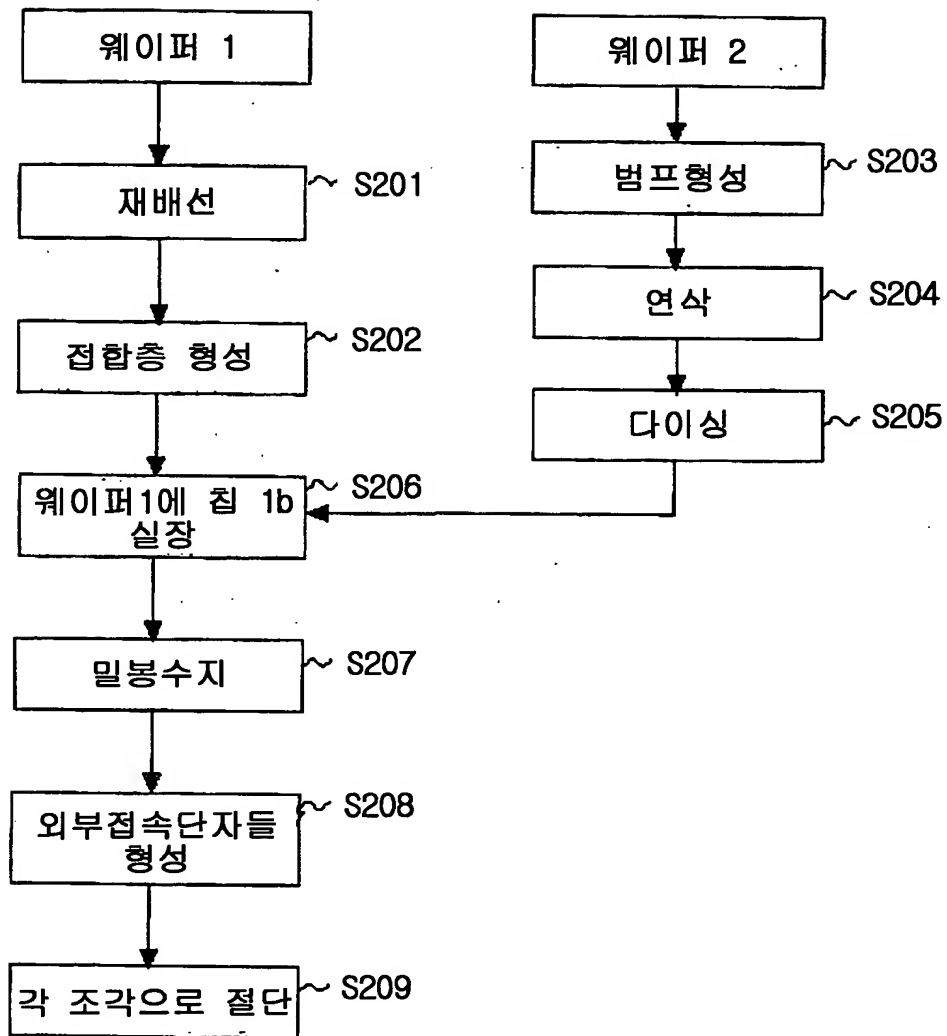 웨이퍼 1
웨이퍼 2
재배선
S201
범프형성
S203
연삭
S204
접합층 형성
S202
다이싱
S205
웨이퍼1에 칩 1b
실장
S206
밀봉수지
S207
외부접속단자들
형성
S208
각 조각으로 절단
S209